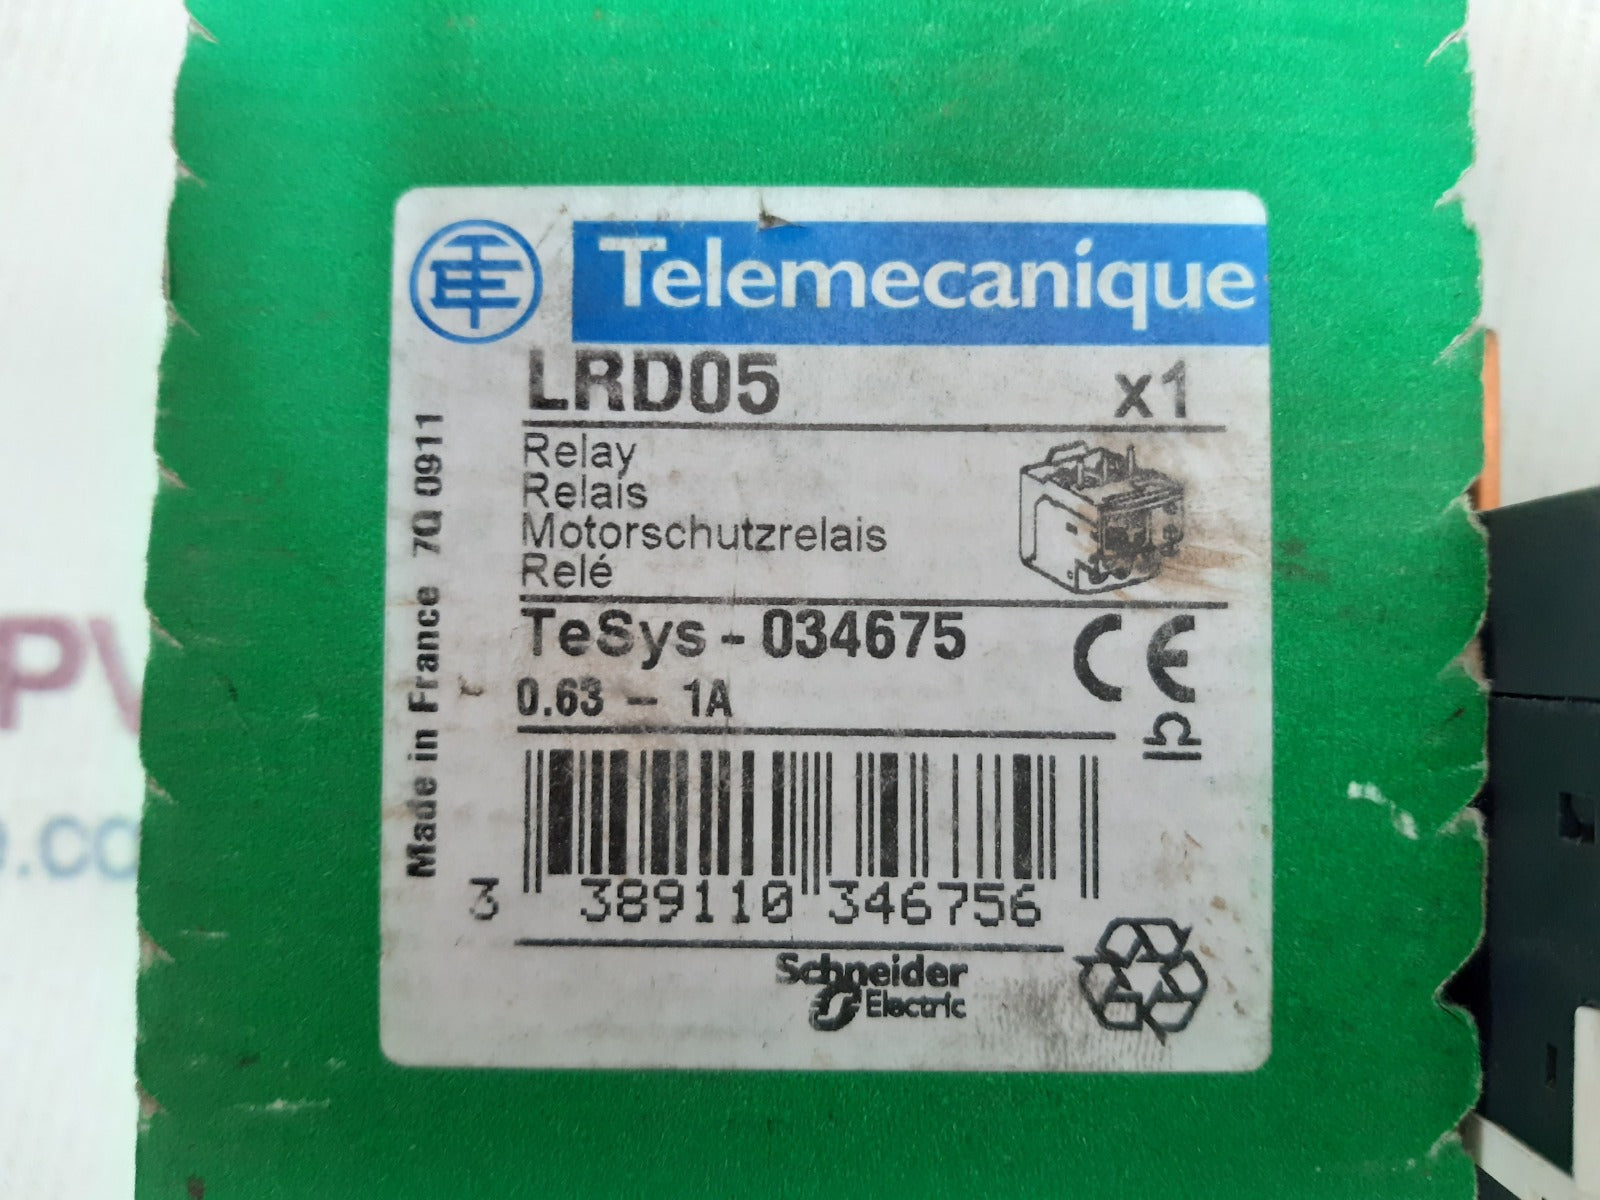 Telemecanique
LRD05 x1
Relay
Relais
Motorschutzrelais
Relé
TeSys - 034675
0.63 - 1A
CE
3 389110 346756
Schneider
Electric
Made in France 7Q 0911